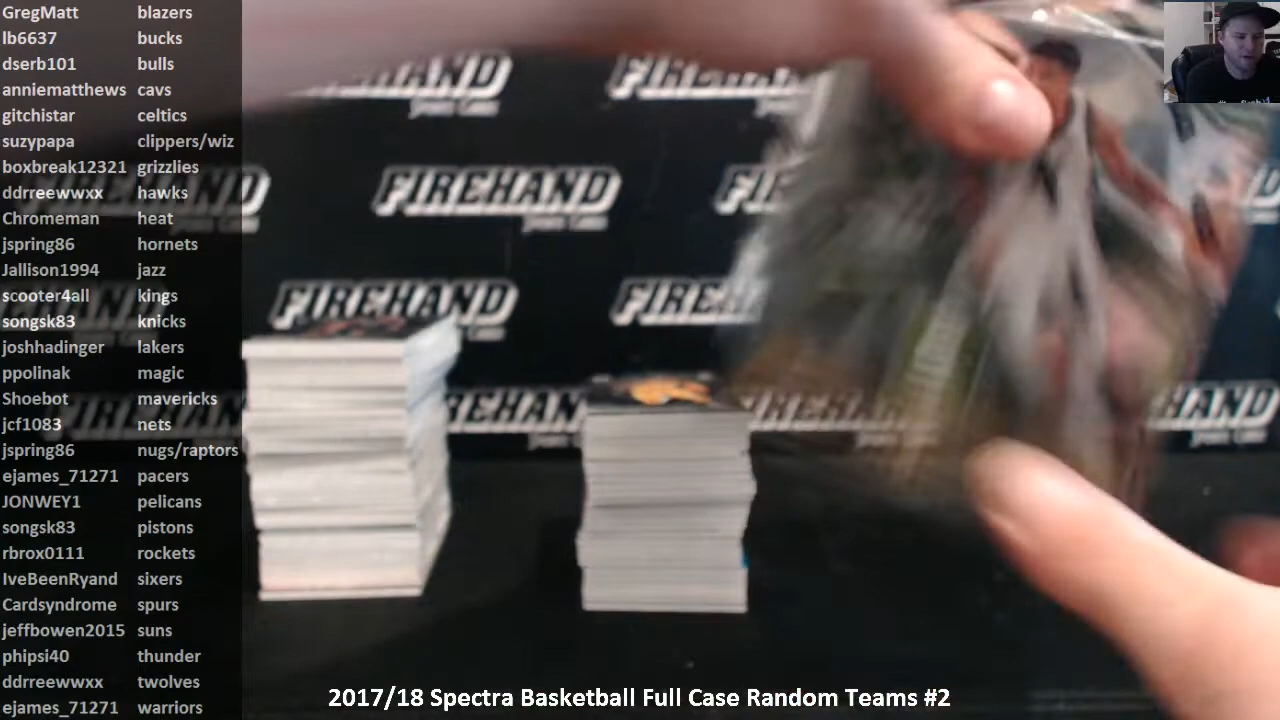 GregMatt blazers
lb6637 bucks
dserb101 bulls
anniematthews cavs
gitchistar celtics
suzypapa clippers/wiz
boxbreak12321 grizzlies
ddrreewwxx hawks
Chromeman heat
jspring86 hornets
Jallison1994 jazz
scooter4all kings
songsk83 knicks
joshhadinger lakers
ppolinak magic
Shoebot mavericks
jcf1083 nets
jspring86 nugs/raptors
ejames_71271 pacers
JONWEY1 pelicans
songsk83 pistons
rbrox0111 rockets
IveBeenRyand sixers
Cardsyndrome spurs
jeffbowen2015 suns
phipsi40 thunder
ddrreewwxx twolves
ejames_71271 warriors
FIREHAND
FIREHAND
FIREHAND
2017/18 Spectra Basketball Full Case Random Teams #2